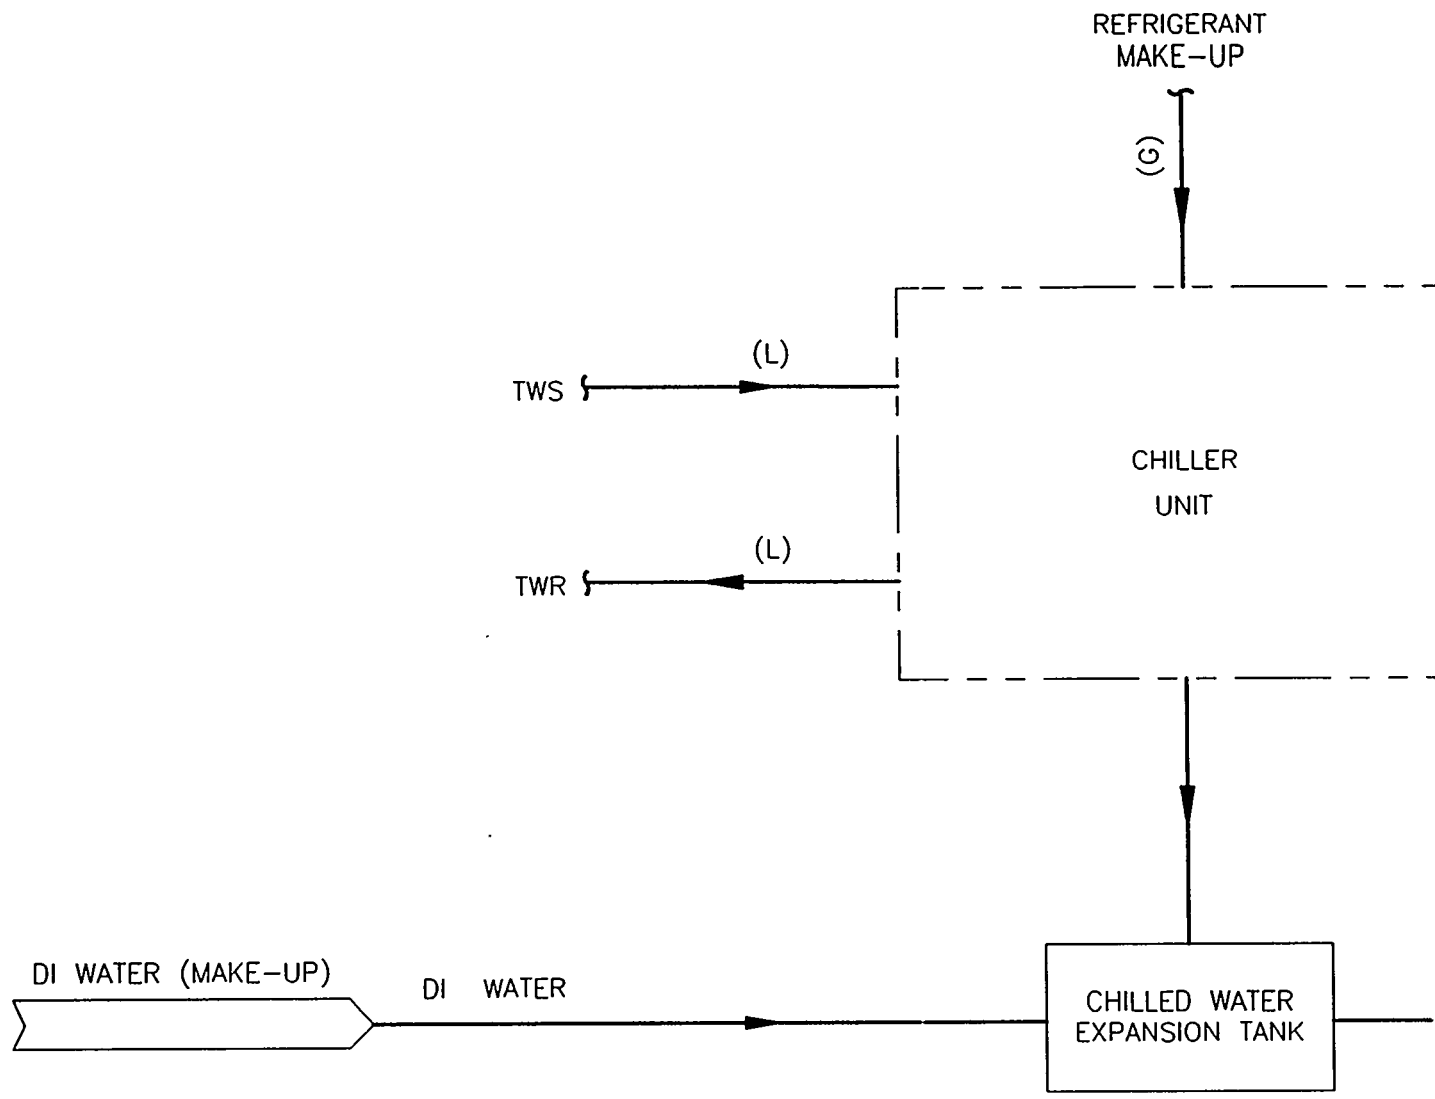 REFRIGERANT
MAKE-UP
(G)
(L)
TWS
CHILLER
UNIT
(L)
TWR
DI WATER (MAKE-UP)
DI WATER
CHILLED WATER
EXPANSION TANK